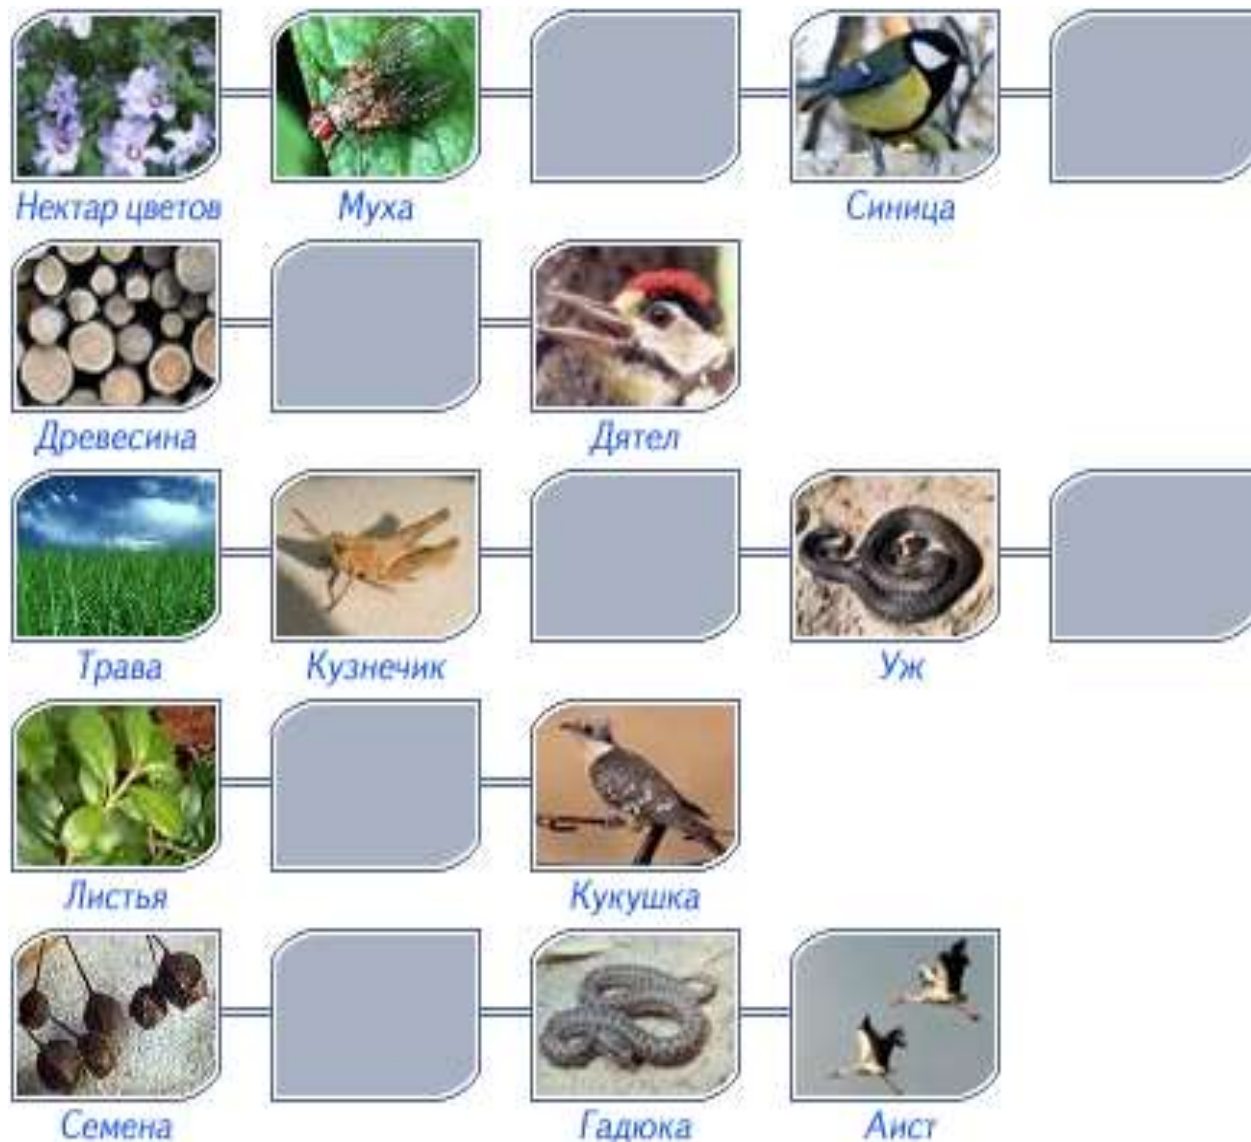 Нектар цветов Муха Синица
Древесина Дятел
Трава Кузнечик Уж
Листья Кукушка
Семена Гадюка Аист